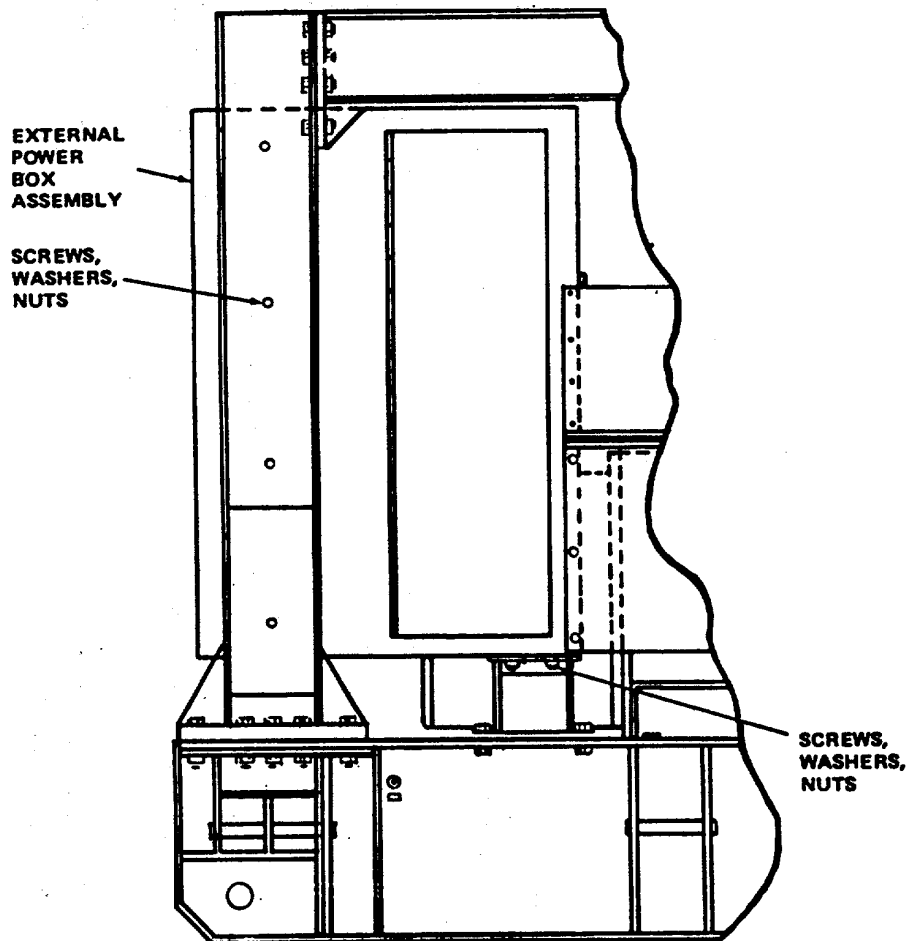 EXTERNAL
POWER
BOX
ASSEMBLY
SCREWS,
WASHERS,
NUTS
SCREWS,
WASHERS,
NUTS